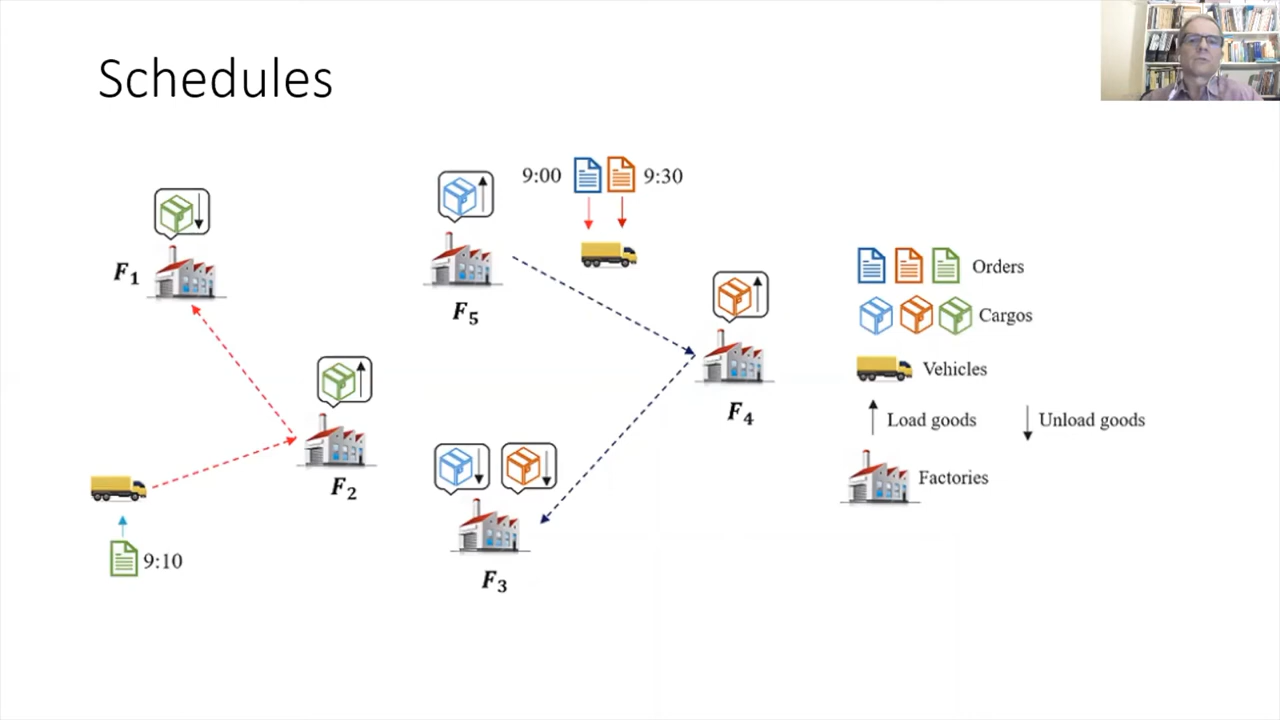 Schedules
9:00 9:30
F1
F5
Orders
Cargos
Vehicles
F4
Load goods Unload goods
F2
Factories
9:10
F3